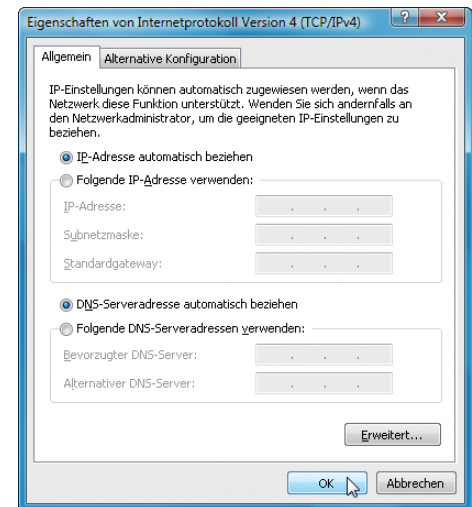 Eigenschaften von Internetprotokoll Version 4 (TCP/IPv4)
Allgemein Alternative Konfiguration
IP-Einstellungen können automatisch zugewiesen werden, wenn das
Netzwerk diese Funktion unterstützt. Wenden Sie sich andernfalls an
den Netzwerkadministrator, um die geeigneten IP-Einstellungen zu
beziehen.
IP-Adresse automatisch beziehen
Folgende IP-Adresse verwenden:
IP-Adresse:
Subnetzmaske:
Standardgateway:
DNS-Serveradresse automatisch beziehen
Folgende DNS-Serveradressen verwenden:
Bevorzugter DNS-Server:
Alternativer DNS-Server:
Erweitert...
OK Abbrechen